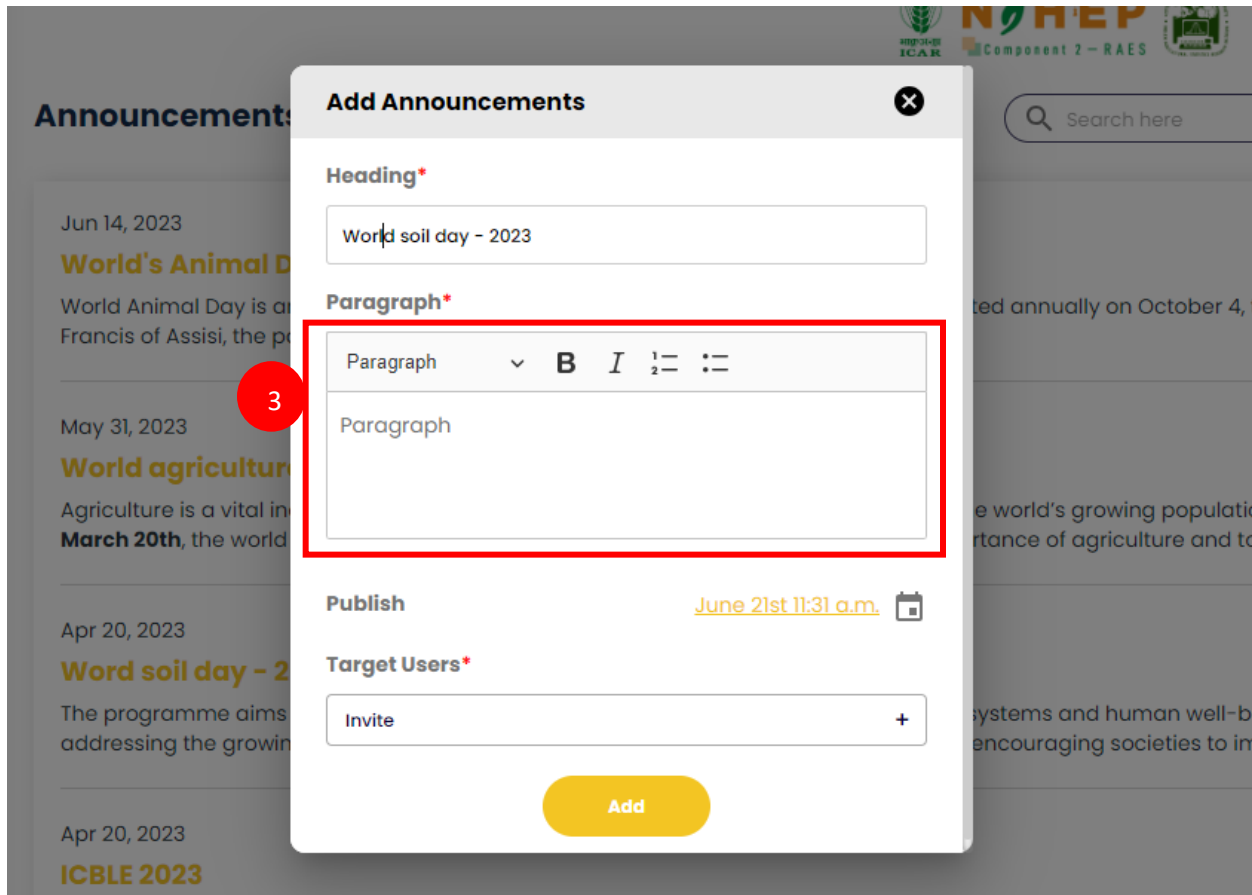 NAHEP
ICAR
Component 2 – RAES
Announcements
Search here
Add Announcements
Heading*
World soil day - 2023
Paragraph*
Paragraph
B I
Paragraph
3
Publish
June 21st 11:31 a.m.
Target Users*
Invite +
Add
Jun 14, 2023
World's Animal D
World Animal Day is a ted annually on October 4,
Francis of Assisi, the p
May 31, 2023
World agricultur
Agriculture is a vital in e world's growing populati
March 20th, the world rtance of agriculture and to
Apr 20, 2023
Word soil day - 2
The programme aims systems and human well-b
addressing the growin encouraging societies to i
Apr 20, 2023
ICBLE 2023